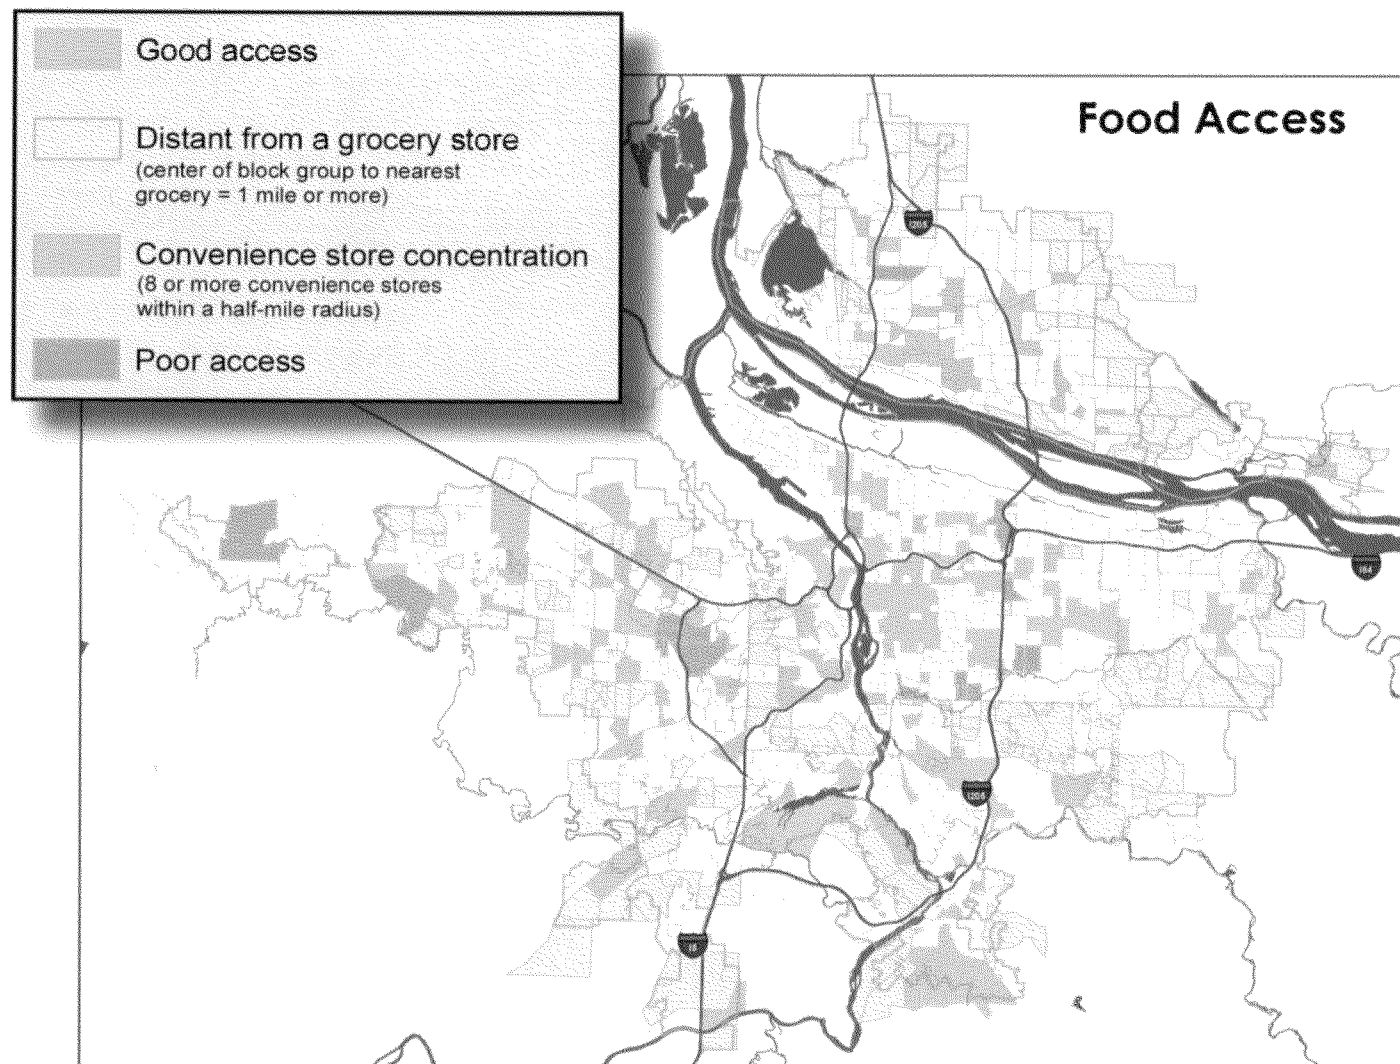 Good access
Distant from a grocery store
(center of block group to nearest
grocery = 1 mile or more)
Convenience store concentration
(8 or more convenience stores
within a half-mile radius)
Poor access
Food Access